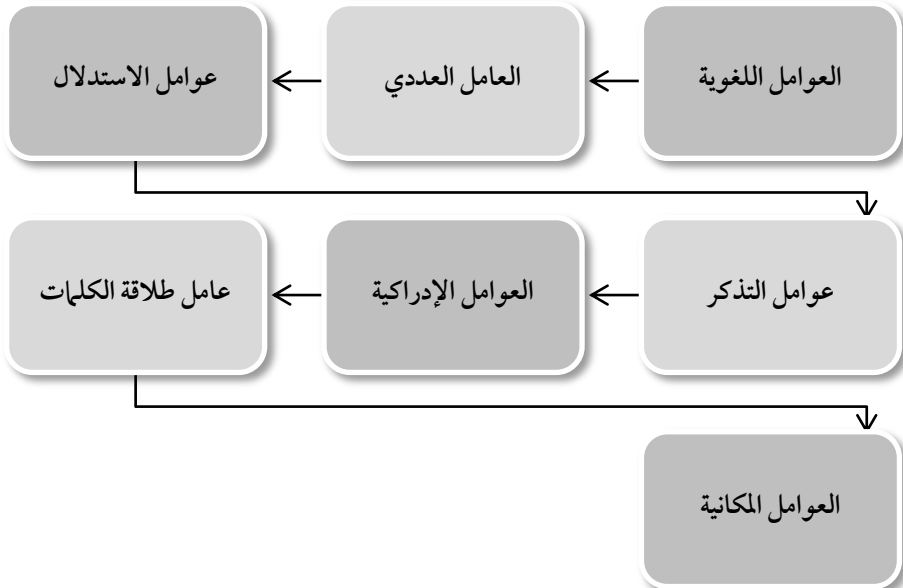 العوامل اللغوية
العامل العددي
عوامل الاستدلال
عوامل التذكر
العوامل الإدراكية
عامل طلاقة الكلمات
العوامل المكانية